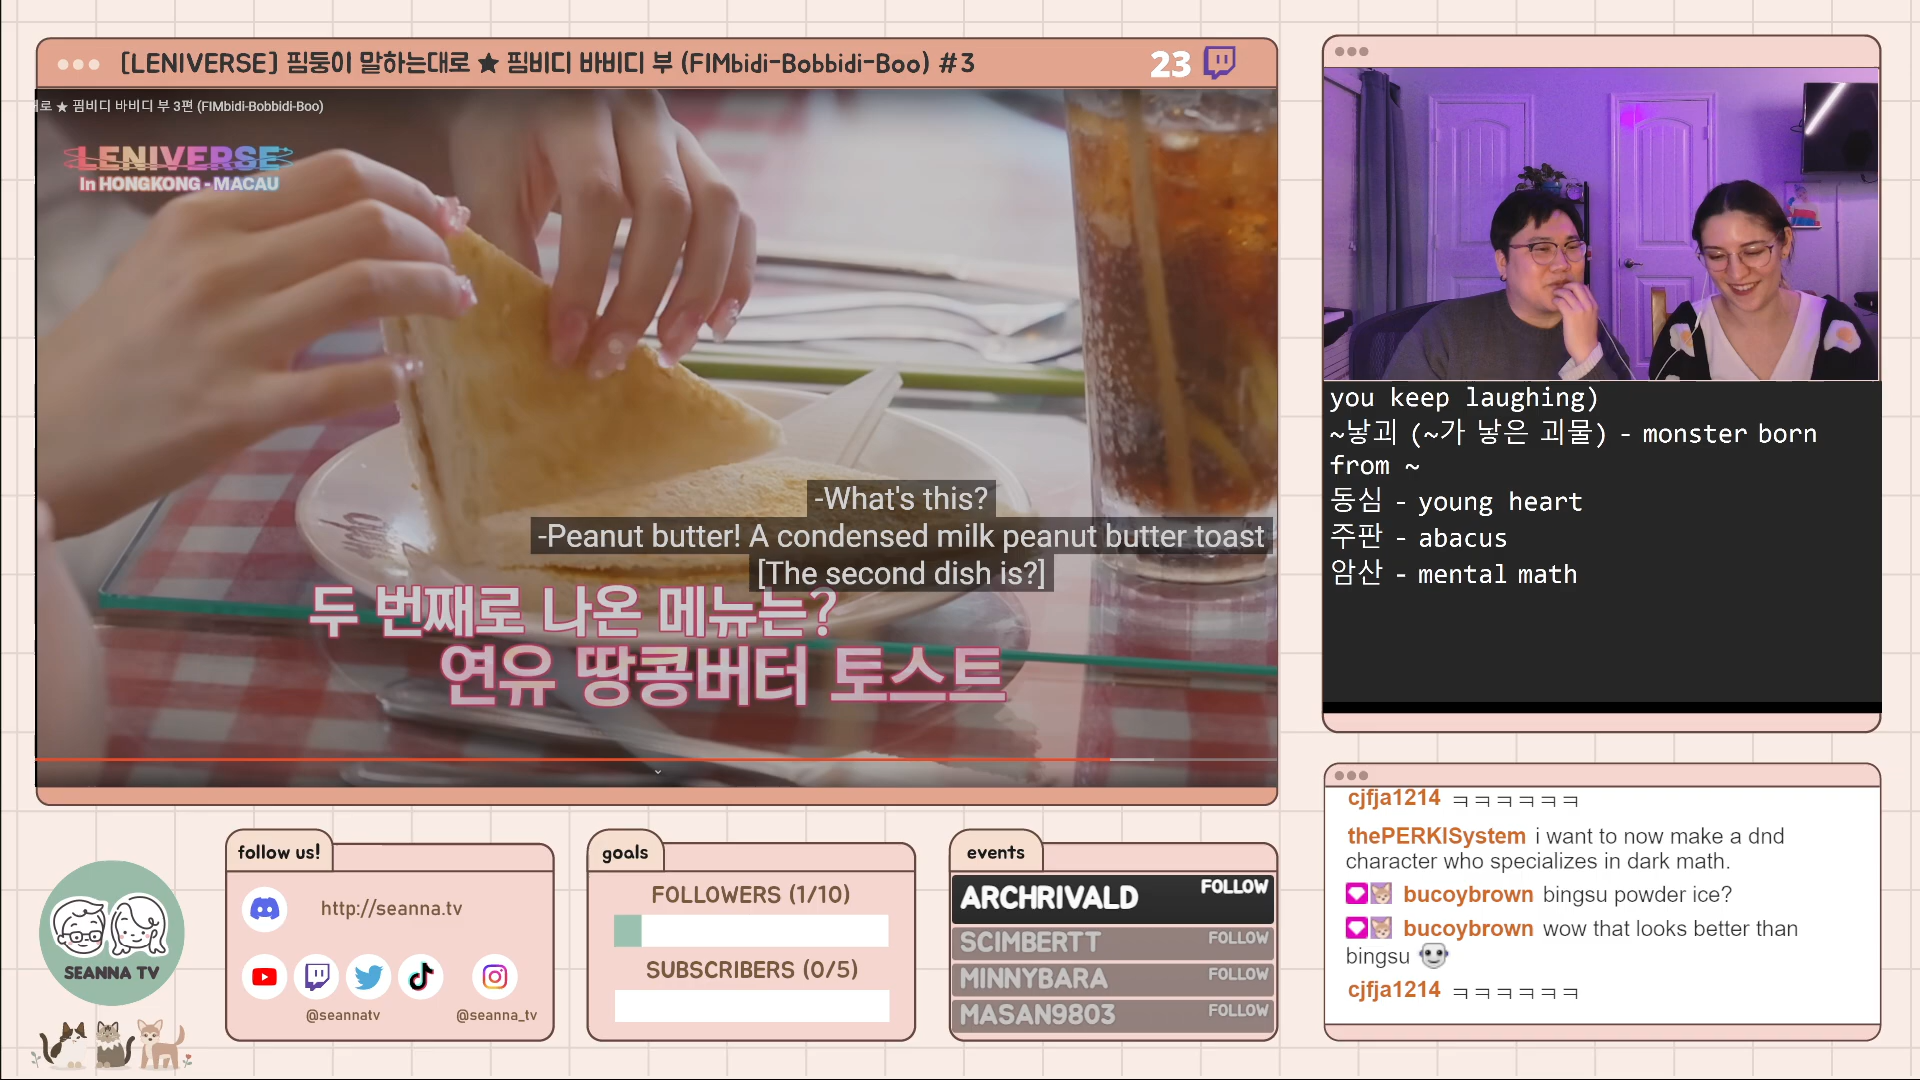 [LENIVERSE] 핌둥이 말하는대로 ★ 핌비디 바비디 부 (FIMbidi-Bobbidi-Boo) #3
23
로 ★ 핌비디 바비디 부 3편 (FIMbidi-Bobbidi-Boo)
LENIVERSE
In HONGKONG - MACAU
-What's this?
-Peanut butter! A condensed milk peanut butter toast
[The second dish is?]
두 번째로 나온 메뉴는?
연유 땅콩버터 토스트
you keep laughing)
~낳괴 (~가 낳은 괴물) - monster born
from ~
동심 - young heart
주판 - abacus
암산 - mental math
cjfja1214 ㅋㅋㅋㅋㅋㅋ
thePERKISystem i want to now make a dnd
character who specializes in dark math.
bucoybrown bingsu powder ice?
bucoybrown wow that looks better than
bingsu
cjfja1214 ㅋㅋㅋㅋㅋㅋ
SEANNA TV
follow us!
http://seanna.tv
@seannatv
@seanna_tv
goals
FOLLOWERS (1/10)
SUBSCRIBERS (0/5)
events
ARCHRIVALD FOLLOW
SCIMBERTT FOLLOW
MINNYBARA FOLLOW
MASAN9803 FOLLOW